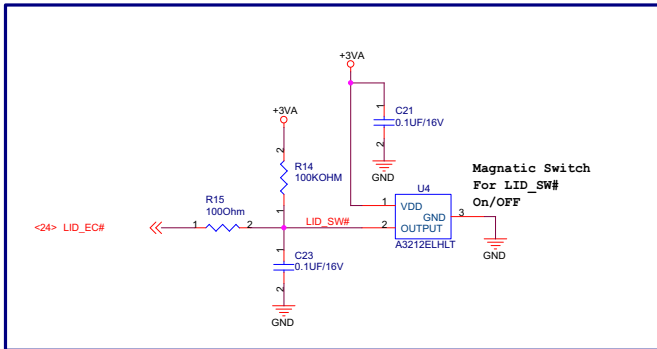 +3VA
+3VA
1
C21
0.1UF/16V
2
GND
2
R14
100KOHM
1
Magnatic Switch
For LID_SW#
On/OFF
U4
1
VDD
GND
3
2
OUTPUT
A3212ELHLT
GND
R15
100Ohm
<24> LID_EC#
1
2
LID_SW#
1
C23
0.1UF/16V
2
GND